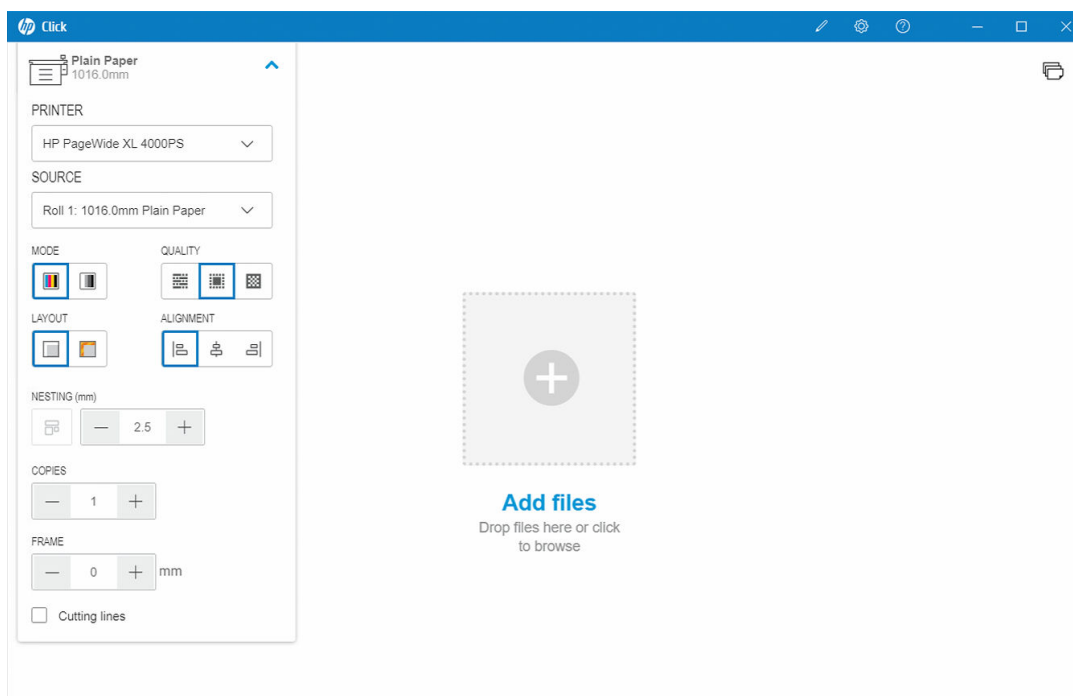 hp Click
Plain Paper
1016.0mm
PRINTER
HP PageWide XL 4000PS
SOURCE
Roll 1: 1016.0mm Plain Paper
MODE QUALITY
LAYOUT ALIGNMENT
NESTING (mm)
2.5
COPIES
1
FRAME
0 mm
Cutting lines
Add files
Drop files here or click
to browse